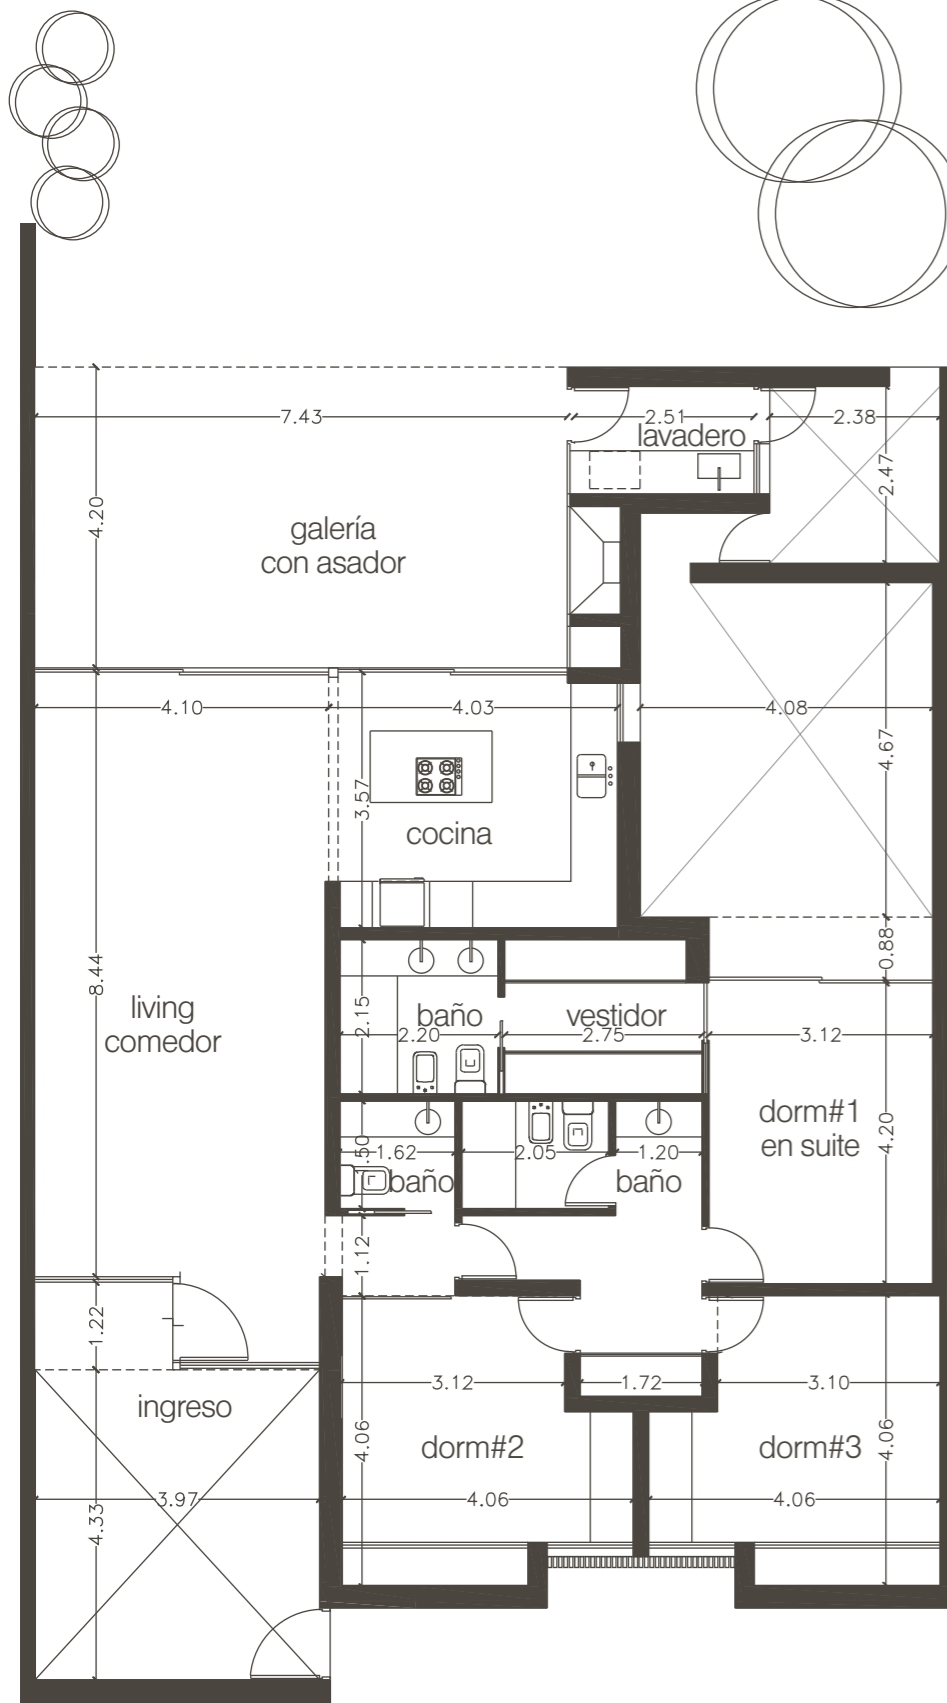 7.43
2.51
2.38
lavadero
2.47
4.20
galería
con asador
4.10
4.03
4.08
4.67
3.57
cocina
0.88
8.44
living
comedor
2.15
baño
2.20
vestidor
2.75
3.12
dorm#1
en suite
4.20
.50
1.62
baño
2.05
1.20
baño
1.12
1.22
3.12
1.72
3.10
ingreso
4.06
dorm#2
dorm#3
4.06
3.97
4.06
4.06
4.33